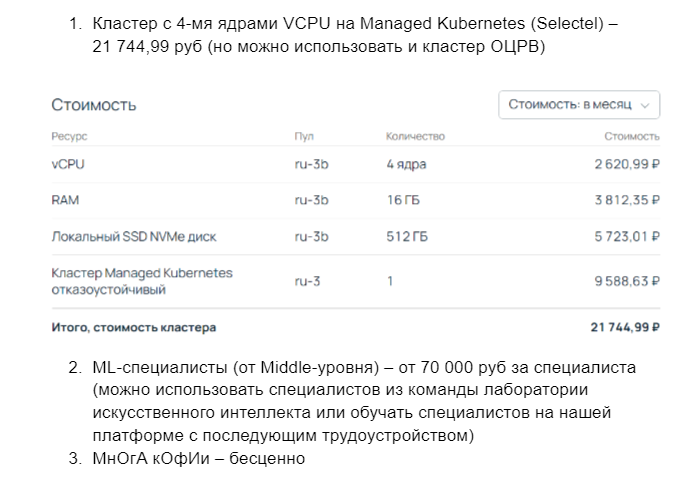 1. Кластер с 4-мя ядрами VCPU на Managed Kubernetes (Selectel) –
21 744,99 руб (но можно использовать и кластер ОЦРВ)
Стоимость
Стоимость: в месяц
Ресурс Пул Количество Стоимость
vCPU ru-3b 4 ядра 2 620,99 ₽
RAM ru-3b 16 ГБ 3 812,35 ₽
Локальный SSD NVMe диск ru-3b 512 ГБ 5 723,01 ₽
Кластер Managed Kubernetes
отказоустойчивый ru-3 1 9 588,63 ₽
Итого, стоимость кластера 21 744,99 ₽
2. ML-специалисты (от Middle-уровня) – от 70 000 руб за специалиста
(можно использовать специалистов из команды лаборатории
искусственного интеллекта или обучать специалистов на нашей
платформе с последующим трудоустройством)
3. МнОгА кОфИи – бесценно